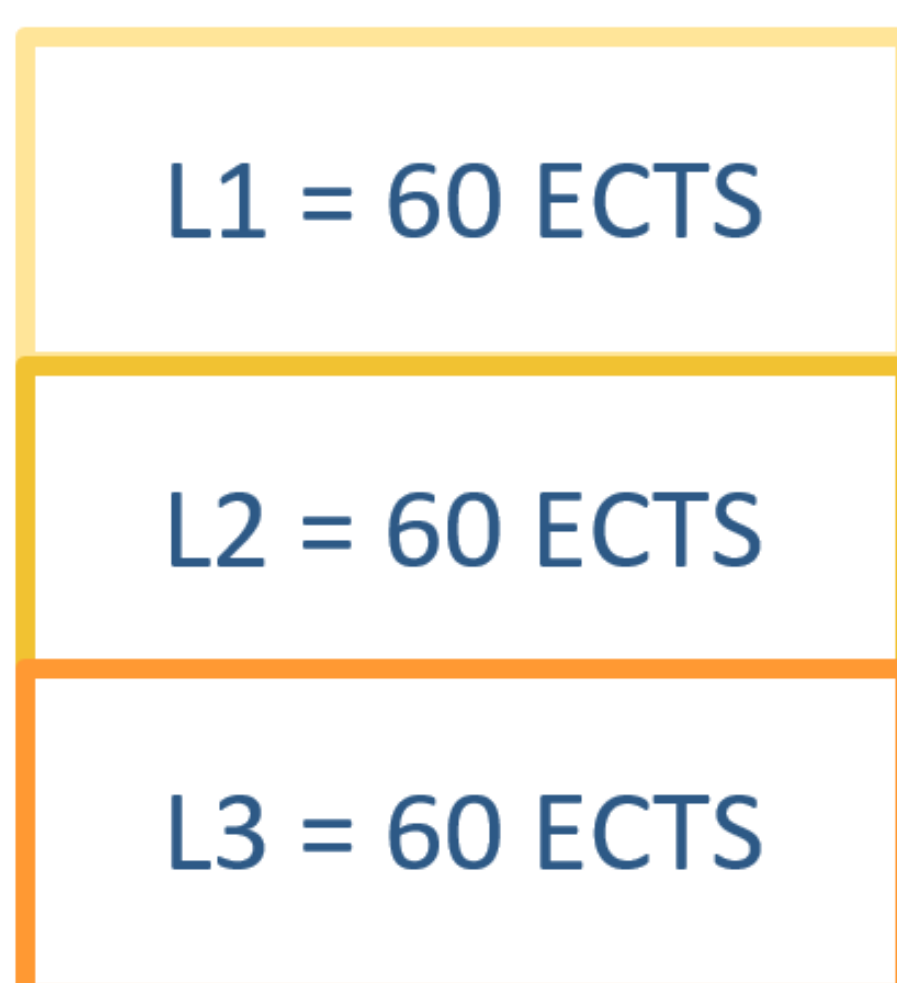 L1 = 60 ECTS
L2 = 60 ECTS
L3 = 60 ECTS